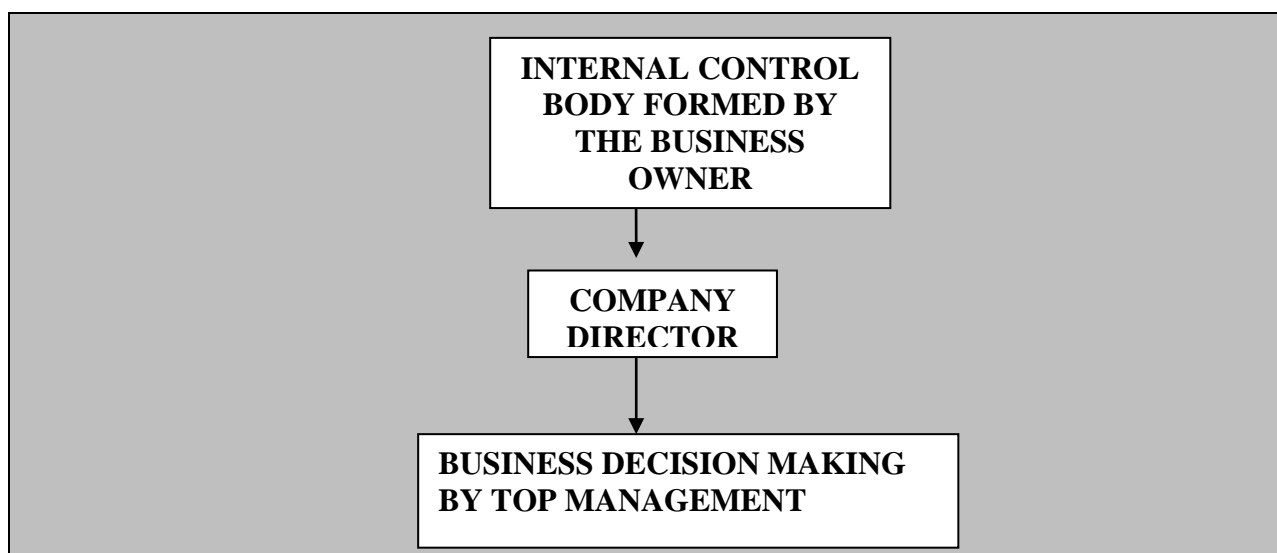 INTERNAL CONTROL
BODY FORMED BY
THE BUSINESS
OWNER
COMPANY
DIRECTOR
BUSINESS DECISION MAKING
BY TOP MANAGEMENT